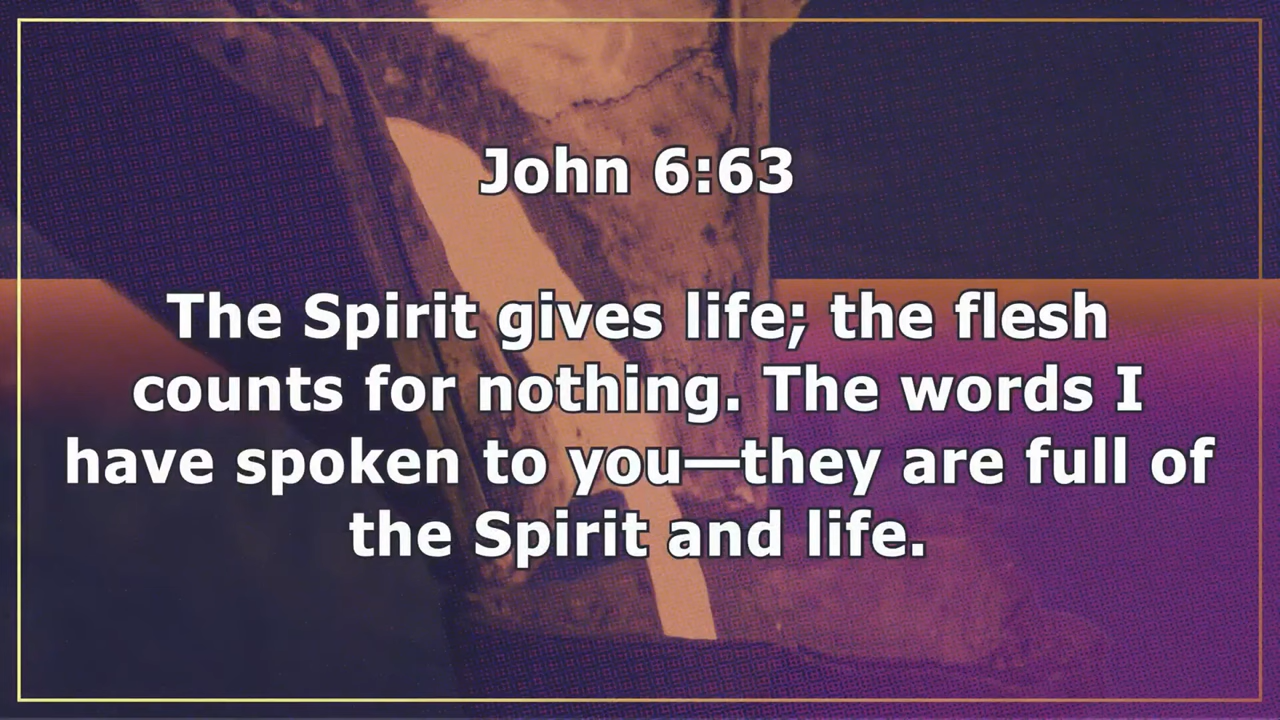 John 6:63
The Spirit gives life; the flesh
counts for nothing. The words I
have spoken to you—they are full of
the Spirit and life.